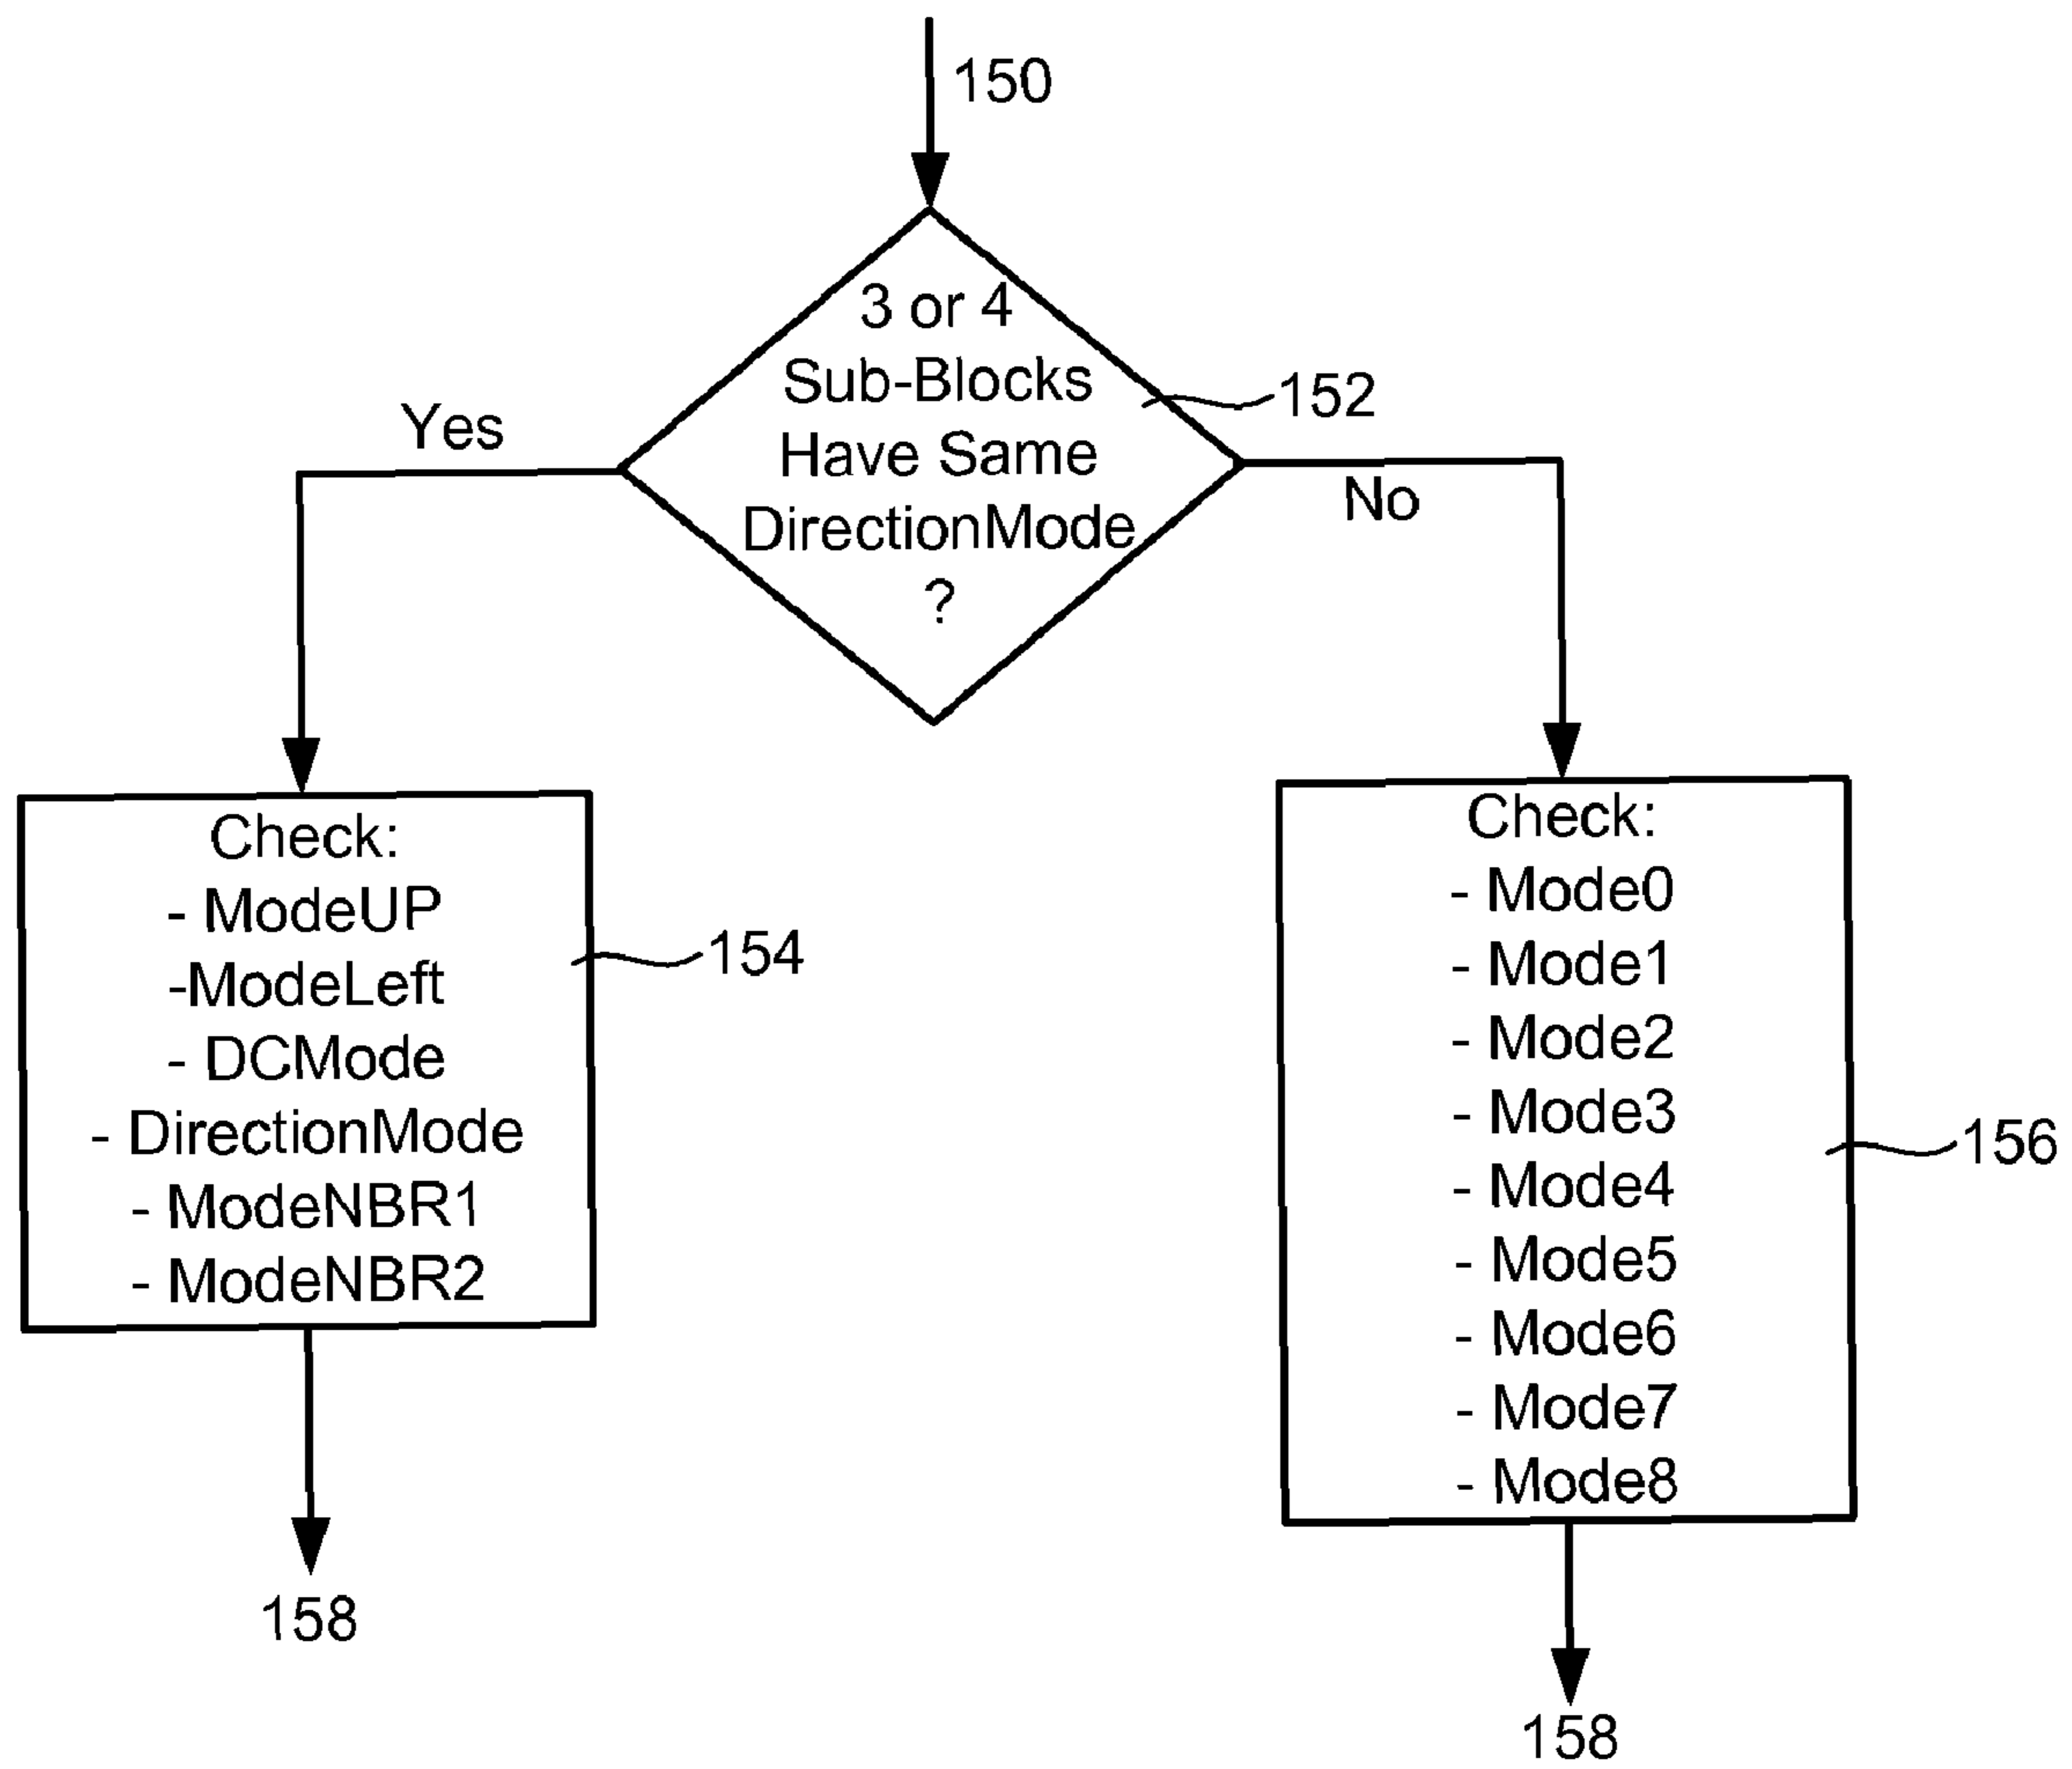 150
3 or 4
Sub-Blocks
Have Same
DirectionMode
?
152
Yes
No
Check:
- ModeUP
-ModeLeft
- DCMode
- DirectionMode
- ModeNBR1
- ModeNBR2
154
158
Check:
- Mode0
- Mode1
- Mode2
- Mode3
- Mode4
- Mode5
- Mode6
- Mode7
- Mode8
156
158